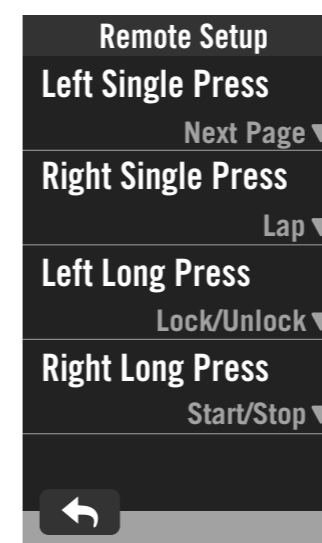 Remote Setup
Left Single Press
Next Page
Right Single Press
Lap
Left Long Press
Lock/Unlock
Right Long Press
Start/Stop